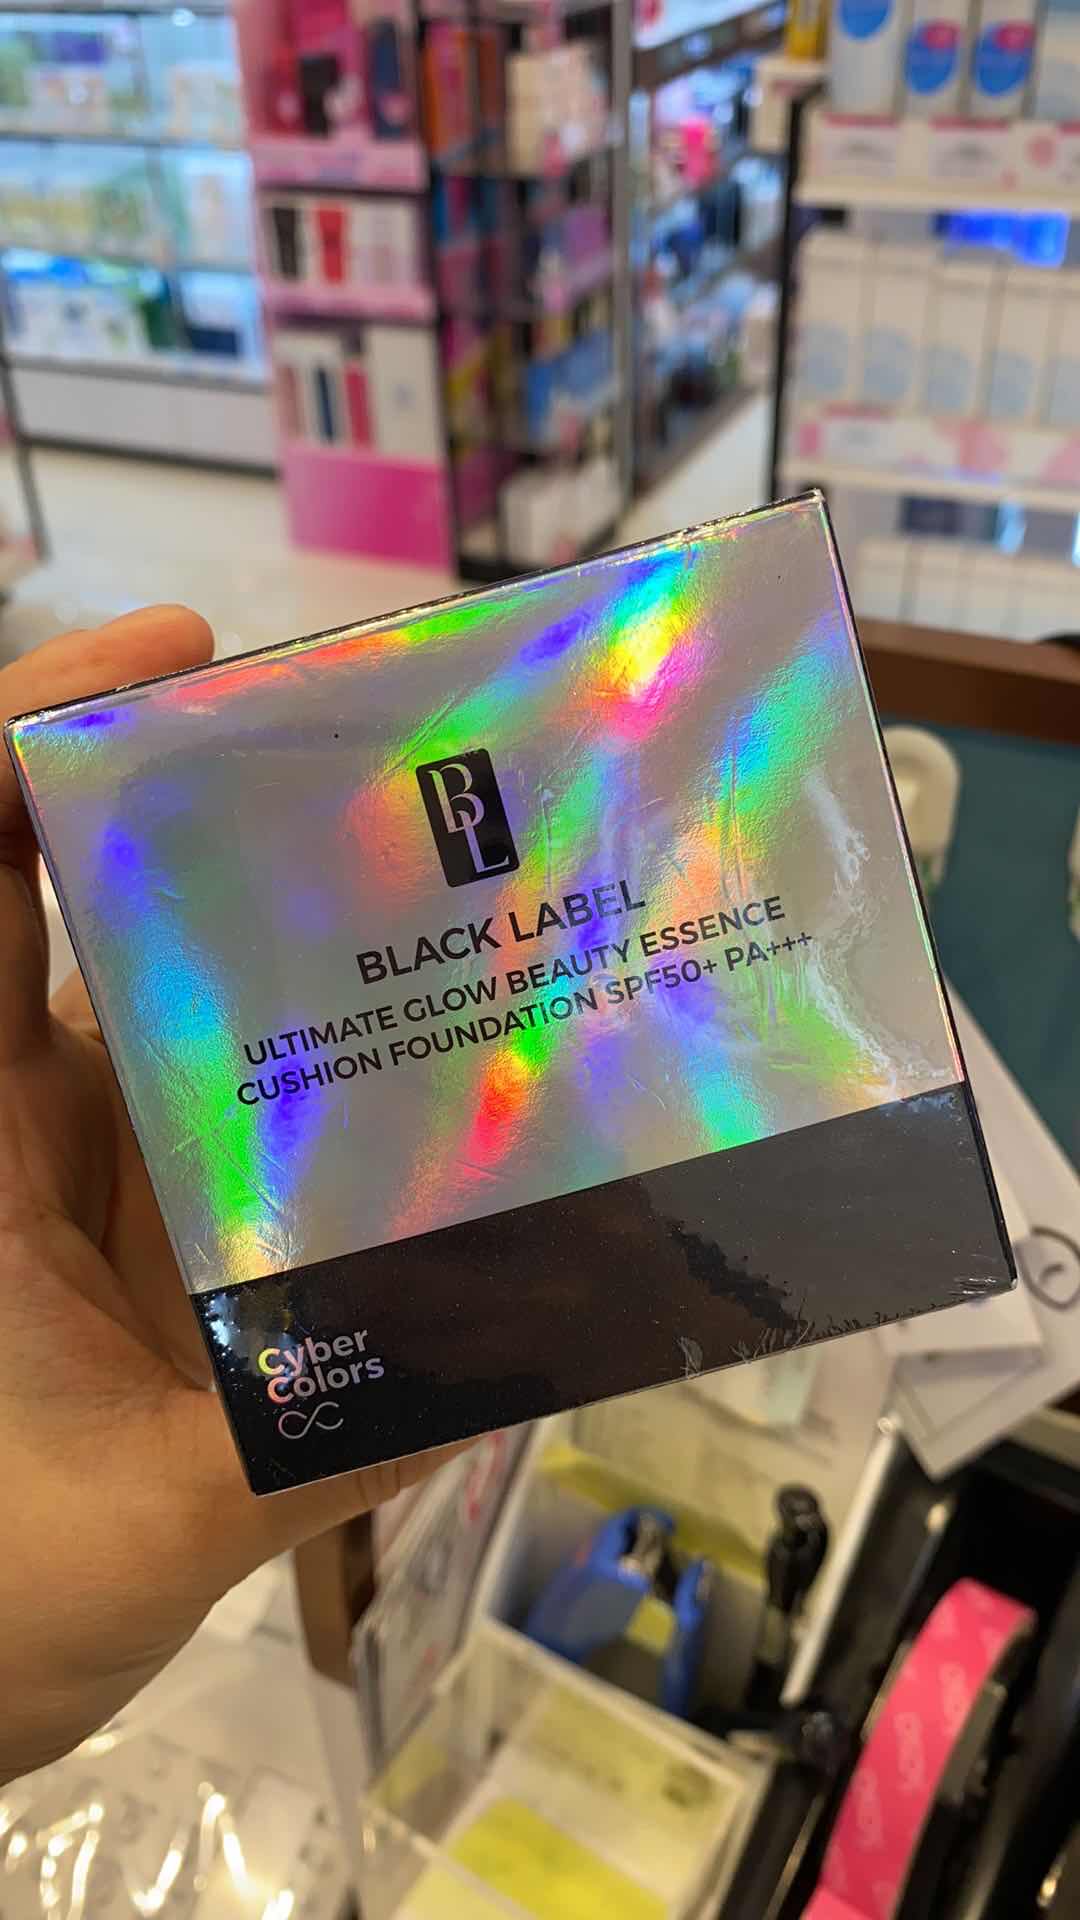 BL
BLACK LABEL
ULTIMATE GLOW BEAUTY ESSENCE
CUSHION FOUNDATION SPF50+ PA+++
Cyber
Colors